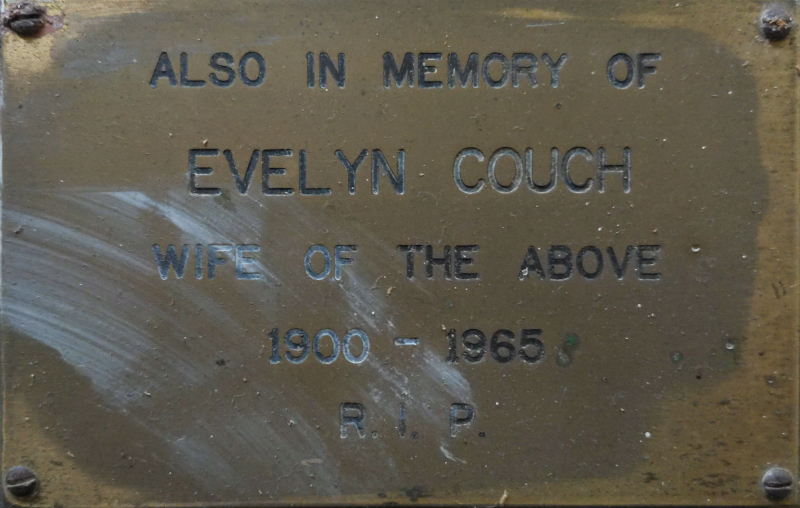 ALSO IN MEMORY OF
EVELYN COUCH
WIFE OF THE ABOVE
1900 - 1965
R. I. P.